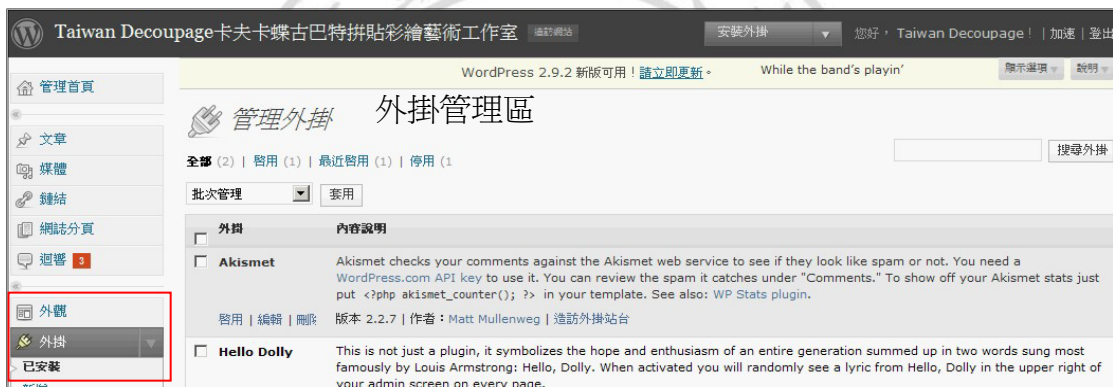 Taiwan Decoupage卡夫卡蝶古巴特拼貼彩繪藝術工作室 造訪網站 安裝外掛 您好，Taiwan Decoupage！ | 加速 | 登出
WordPress 2.9.2 新版可用！請立即更新。 While the band's playin' 顯示選項 說明
管理首頁
管理外掛 外掛管理區
文章
搜尋外掛
全部 (2) | 啓用 (1) | 最近啓用 (1) | 停用 (1
媒體
鏈結
批次管理 套用
網誌分頁
外掛 內容說明
迴響 3
Akismet Akismet checks your comments against the Akismet web service to see if they look like spam or not. You need a
WordPress.com API key to use it. You can review the spam it catches under "Comments." To show off your Akismet stats just
put <?php akismet_counter(); ?> in your template. See also: WP Stats plugin.
外觀
啓用 | 編輯 | 刪除 版本 2.2.7 | 作者：Matt Mullenweg | 造訪外掛站台
外掛
Hello Dolly This is not just a plugin, it symbolizes the hope and enthusiasm of an entire generation summed up in two words sung most
已安裝
famously by Louis Armstrong: Hello, Dolly. When activated you will randomly see a lyric from Hello, Dolly in the upper right of
your admin screen on every page.